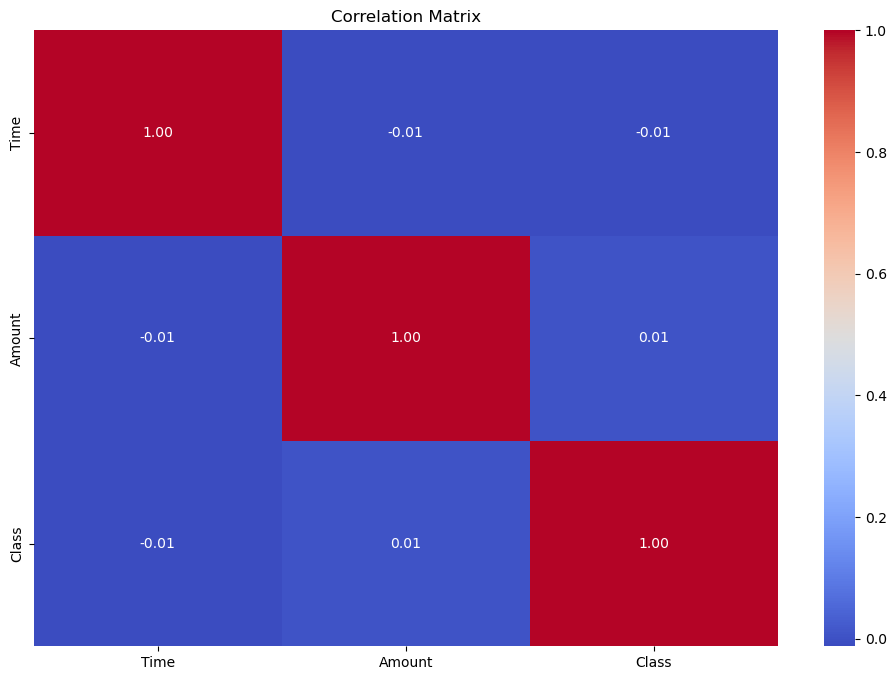 Correlation Matrix
Time
1.00
-0.01
-0.01
Amount
-0.01
1.00
0.01
Class
-0.01
0.01
1.00
Time
Amount
Class
1.0
0.8
0.6
0.4
0.2
0.0